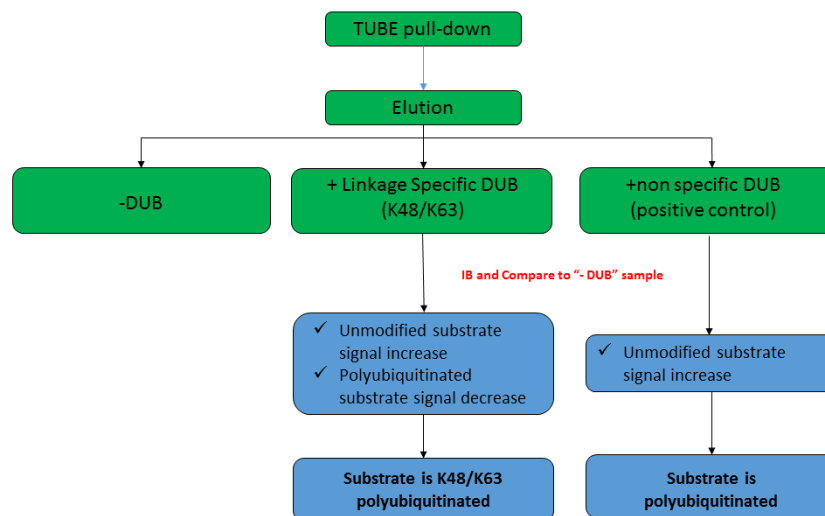 TUBE pull-down
Elution
-DUB
+ Linkage Specific DUB
(K48/K63)
+non specific DUB
(positive control)
IB and Compare to “- DUB” sample
✓ Unmodified substrate
signal increase
✓ Polyubiquitinated
substrate signal decrease
✓ Unmodified substrate
signal increase
Substrate is K48/K63
polyubiquitinated
Substrate is
polyubiquitinated